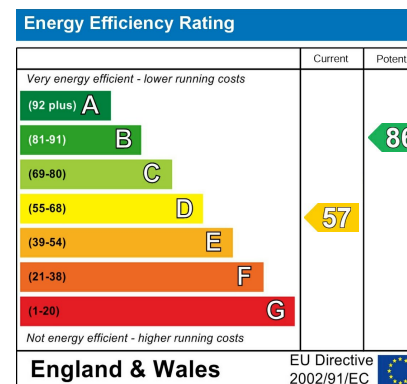 Energy Efficiency Rating
Current Potent
Very energy efficient - lower running costs
(92 plus) A
(81-91) B
86
(69-80) C
(55-68) D
57
(39-54) E
(21-38) F
(1-20) G
Not energy efficient - higher running costs
England & Wales
EU Directive
2002/91/EC